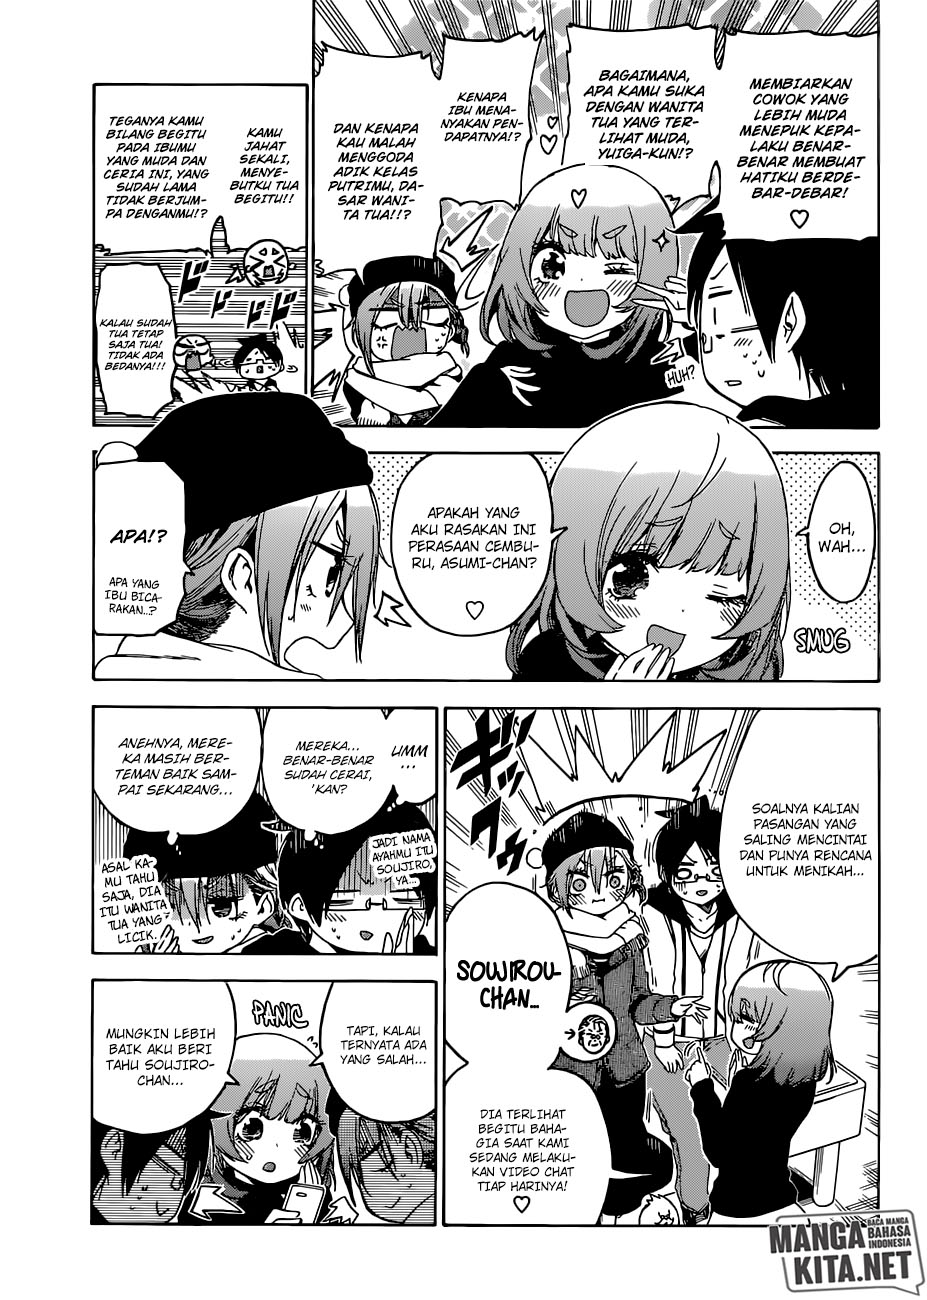 MEMBIARKAN
COWOK YANG
LEBIH MUDA
MENEPUK KEPA-
LAKU BENAR-
BENAR MEMBUAT
HATIKU BERDE-
BAR-DEBAR!
BAGAIMANA,
APA KAMU SUKA
DENGAN WANITA
TUA YANG TER-
LIHAT MUDA,
YUIGA-KUN!?
KENAPA
IBU MENA-
NYAKAN PEN-
DAPATNYA!?
DAN KENAPA
KAU MALAH
MENGGODA
ADIK KELAS
PUTRIMU, DA-
SAR WANI-
TA TUA!!?
HUH?
KAMU
JAHAT
SEKALI,
MENYE-
BUTKU TUA
BEGITU!!
TEGANYA KAMU
BILANG BEGITU
PADA IBUMU
YANG MUDA DAN
CERIA INI, YANG
SUDAH LAMA
TIDAK BERJUM-
PA DENGANMU!?
ドドド
KALAU SUDAH
TUA TETAP
SAJA TUA!
TIDAK ADA
BEDANYA!!!
OH,
WAH...
SMUG
APAKAH YANG
AKU RASAKAN INI
PERASAAN CEMBU-
RU, ASUMI-CHAN!?
APA!?
APA YANG
IBU BICA-
RAKAN..?
SOALNYA KALIAN
PASANGAN YANG
SALING MENCINTAI
DAN PUNYA RENCANA
UNTUK MENIKAH...
ギクッ
SOUJIROU-
CHAN...
DIA TERLIHAT
BEGITU BAHA-
GIA SAAT KAMI
SEDANG MELAKU-
KAN VIDEO CHAT
TIAP HARINYA!
UMM
...
MEREKA...
BENAR-BENAR
SUDAH CERAI,
'KAN?
JADI NAMA
AYAHMU ITU
SOUJIRO,
YA...
ANEHNYA, MERE-
KA MASIH BER-
TEMAN BAIK SAM-
PAI SEKARANG...
ASAL KA-
MU TAHU
SAJA, DIA
ITU WANITA
TUA YANG
LICIK.
TAPI, KALAU
TERNYATA ADA
YANG SALAH...
PANIC
MUNGKIN LEBIH
BAIK AKU BERI
TAHU SOUJIRO-
CHAN...
MANGA
KITA.NET
BACA MANGA
BAHASA
INDONESIA